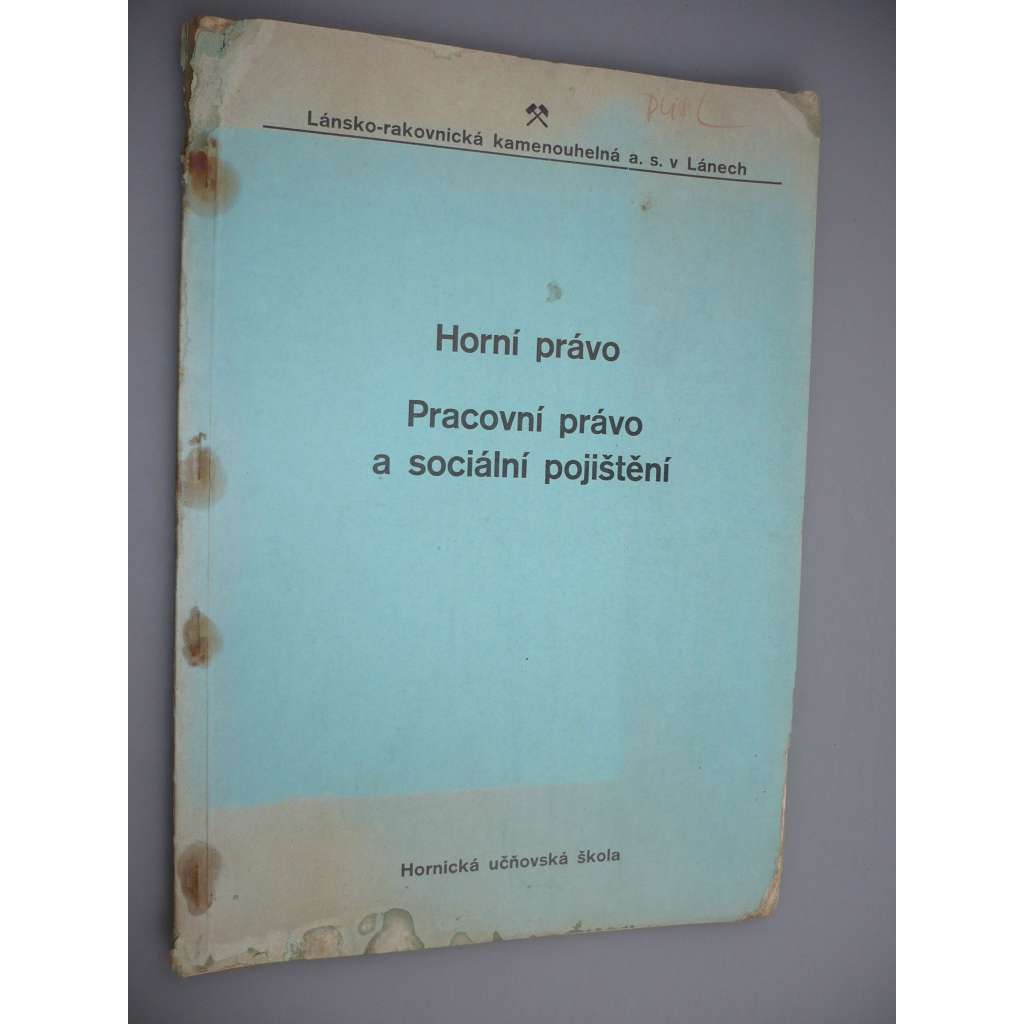 Lánsko-rakovnická kamenouhelná a. s. v Lánech
Horní právo
Pracovní právo
a sociální pojištění
Hornická učňovská škola